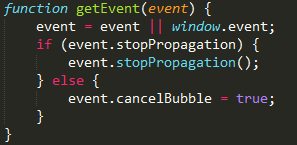 function getEvent(event) {
    event = event || window.event;
    if (event.stopPropagation) {
        event.stopPropagation();
    } else {
        event.cancelBubble = true;
    }
}